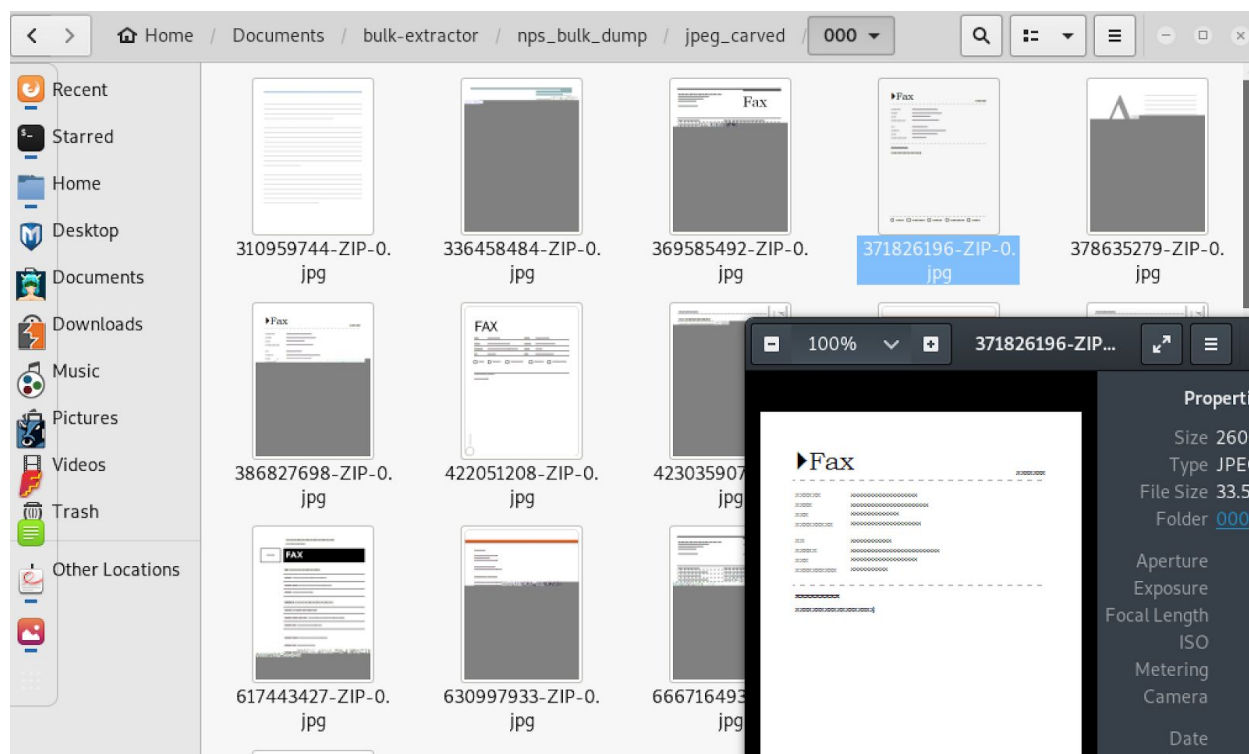 Home / Documents / bulk-extractor / nps_bulk_dump / jpeg_carved / 000
Recent
Starred
Home
Desktop
Documents
Downloads
Music
Pictures
Videos
Trash
Other Locations
Fax
Fax
310959744-ZIP-0.
jpg
336458484-ZIP-0.
jpg
369585492-ZIP-0.
jpg
371826196-ZIP-0.
jpg
378635279-ZIP-0.
jpg
Fax
FAX
386827698-ZIP-0.
jpg
422051208-ZIP-0.
jpg
423035907
jpg
FAX
617443427-ZIP-0.
jpg
630997933-ZIP-0.
jpg
666716493
jpg
100%
371826196-ZIP...
Fax
Properti
Size 260
Type JPE
File Size 33.5
Folder 000
Aperture
Exposure
Focal Length
ISO
Metering
Camera
Date